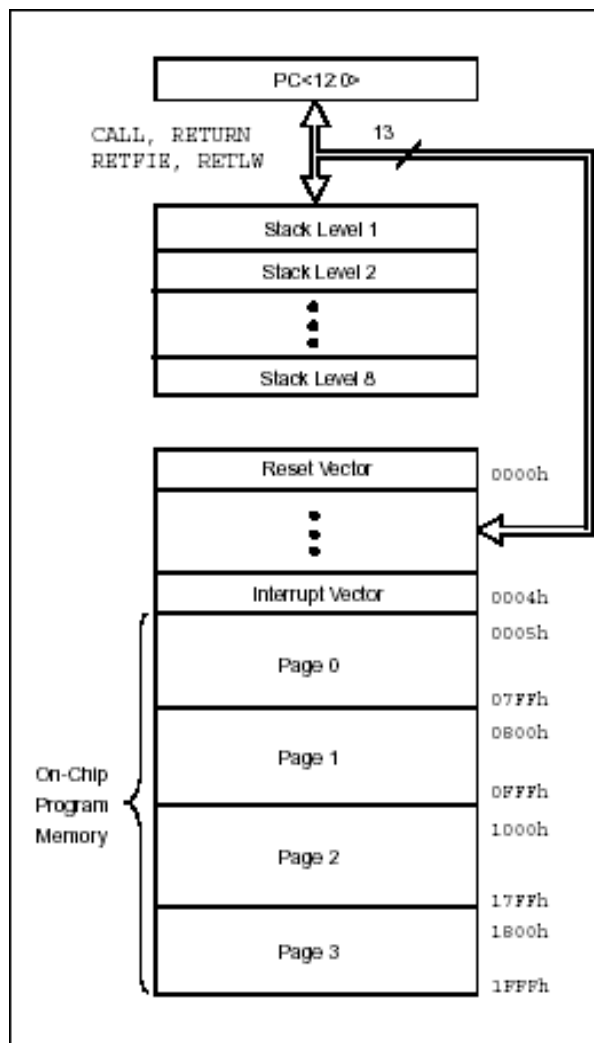 PC<12:0>
CALL, RETURN
RETFIE, RETLW
13
Stack Level 1
Stack Level 2
Stack Level 8
Reset Vector
0000h
Interrupt Vector
0004h
0005h
Page 0
07FFh
0800h
Page 1
0FFFh
On-Chip
Program
Memory
1000h
Page 2
17FFh
1800h
Page 3
1FFFh